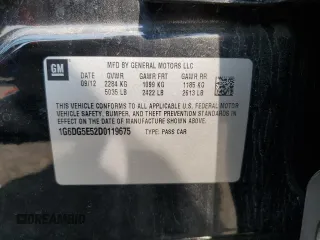 GM
MFD BY GENERAL MOTORS LLC
DATE GVWR GAWR FRT GAWR RR
09/12 2284 KG 1099 KG 1185 KG
5035 LB 2422 LB 2613 LB
THIS VEHICLE CONFORMS TO ALL APPLICABLE U.S. FEDERAL MOTOR
VEHICLE SAFETY, BUMPER, AND THEFT PREVENTION STANDARDS
IN EFFECT ON THE DATE OF MANUFACTURE SHOWN ABOVE.
1G6DG5E52D0119675 TYPE: PASS CAR
© DREAMBID